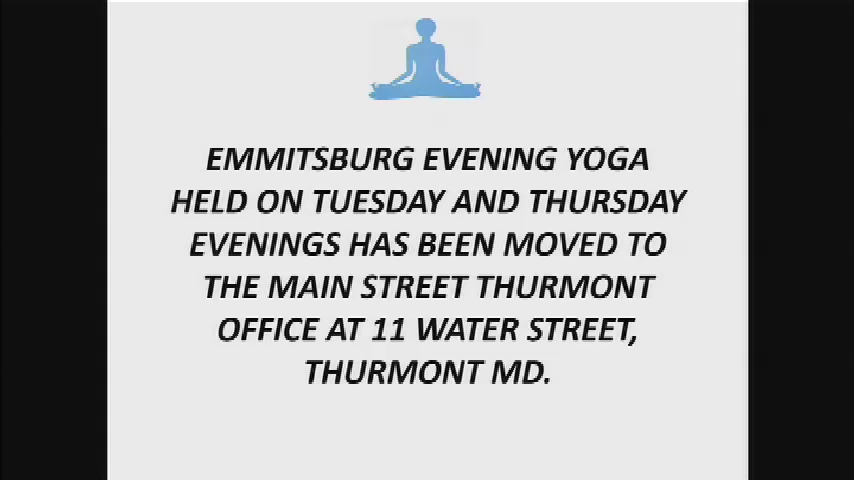 EMMITSBURG EVENING YOGA
HELD ON TUESDAY AND THURSDAY
EVENINGS HAS BEEN MOVED TO
THE MAIN STREET THURMONT
OFFICE AT 11 WATER STREET,
THURMONT MD.